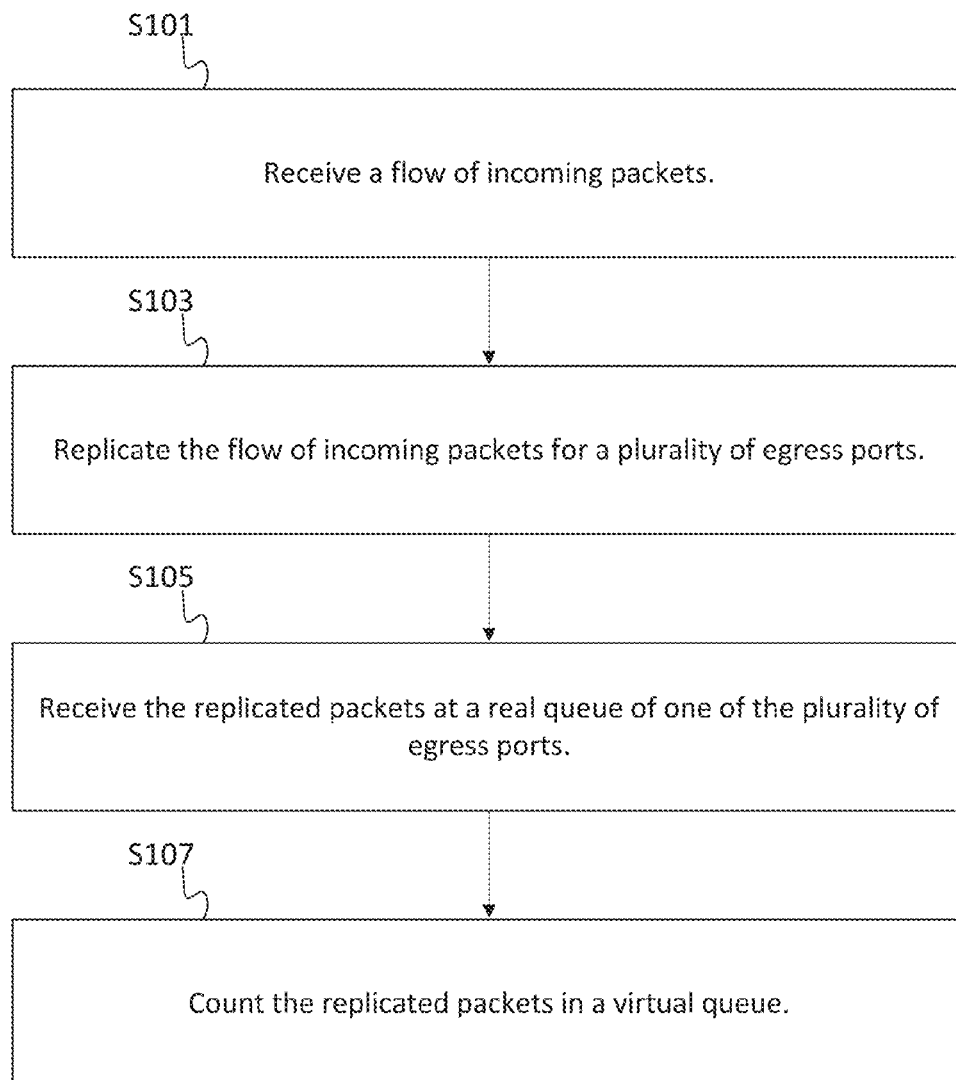 S101
Receive a flow of incoming packets.
S103
Replicate the flow of incoming packets for a plurality of egress ports.
S105
Receive the replicated packets at a real queue of one of the plurality of
egress ports.
S107
Count the replicated packets in a virtual queue.